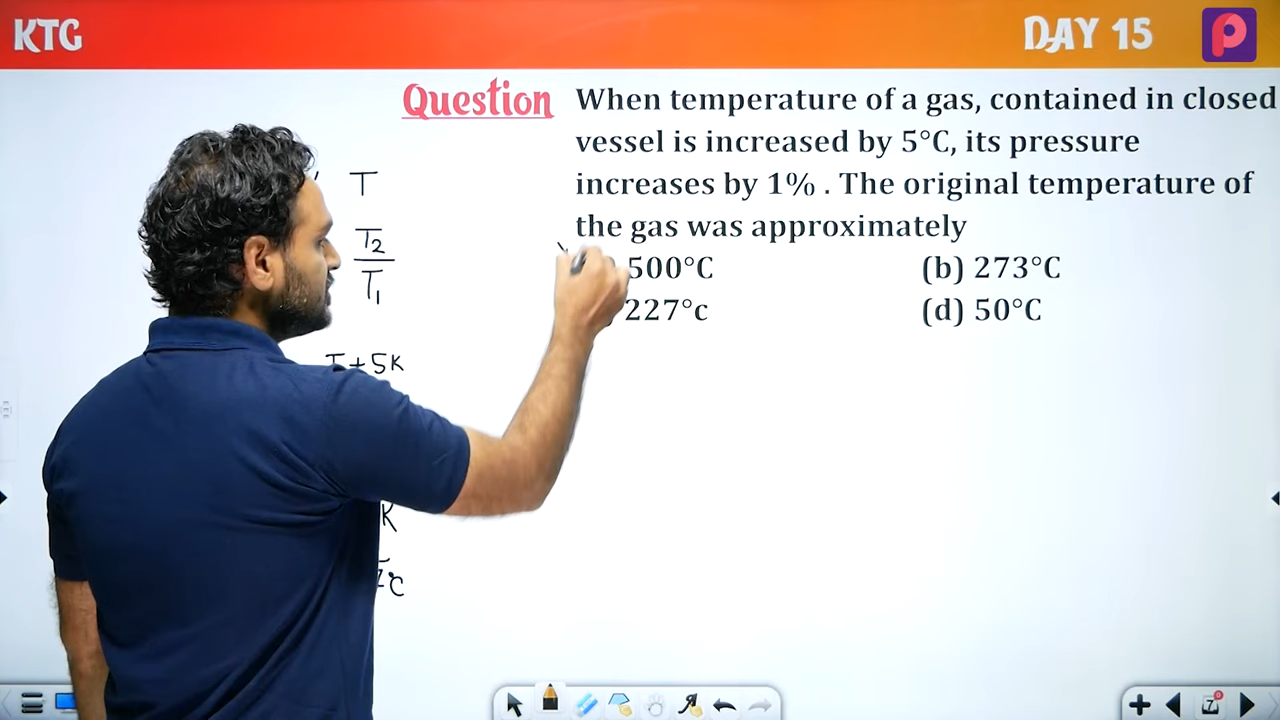 KTG
DAY 15
Question
When temperature of a gas, contained in closed
vessel is increased by 5°C, its pressure
increases by 1% . The original temperature of
the gas was approximately
500°C
(b) 273°C
227°c
(d) 50°C
T
T2
T1
T+5K
K
°C